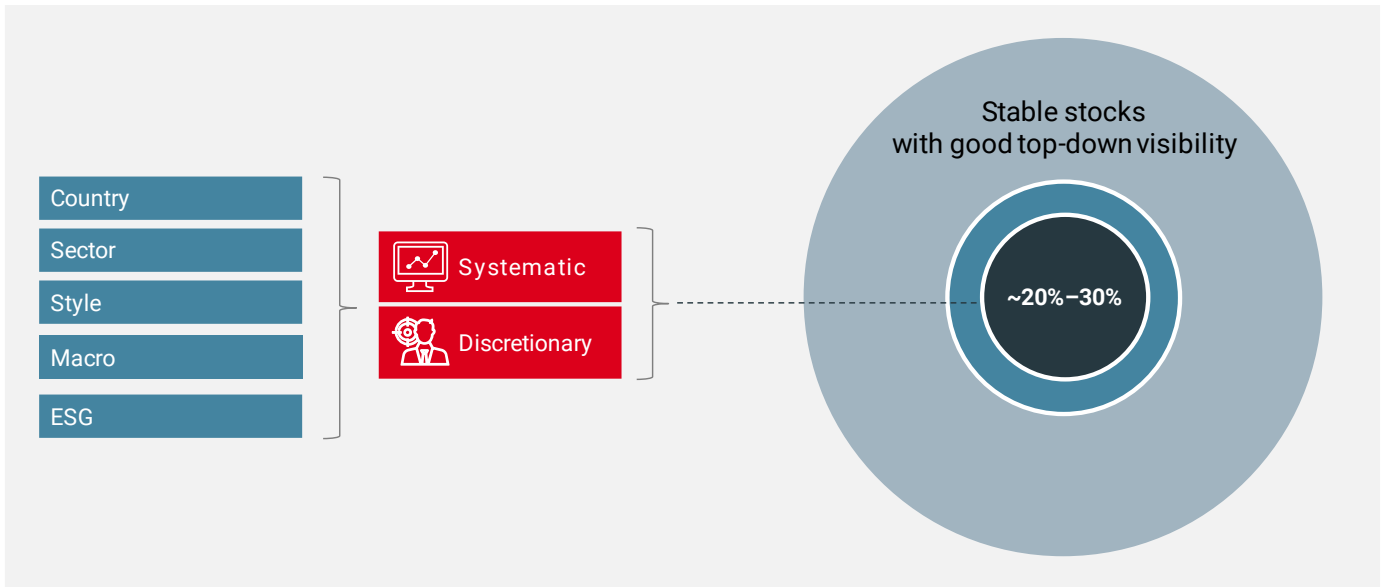 Country
Sector
Style
Macro
ESG
Systematic
Discretionary
Stable stocks
with good top-down visibility
~20%–30%